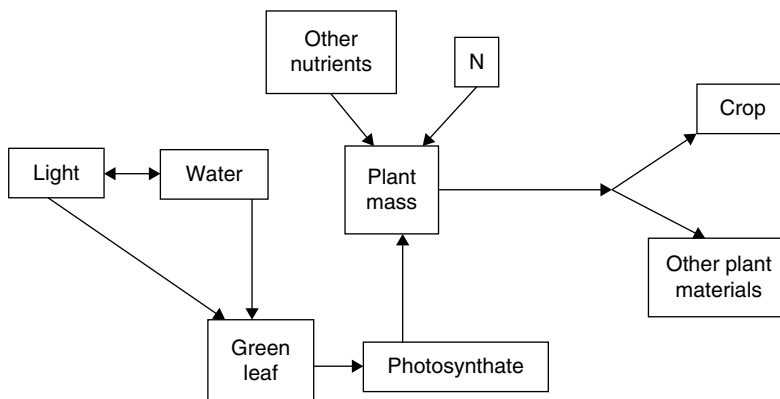 Other
nutrients
N
Crop
Light
Water
Plant
mass
Other plant
materials
Green
leaf
Photosynthate